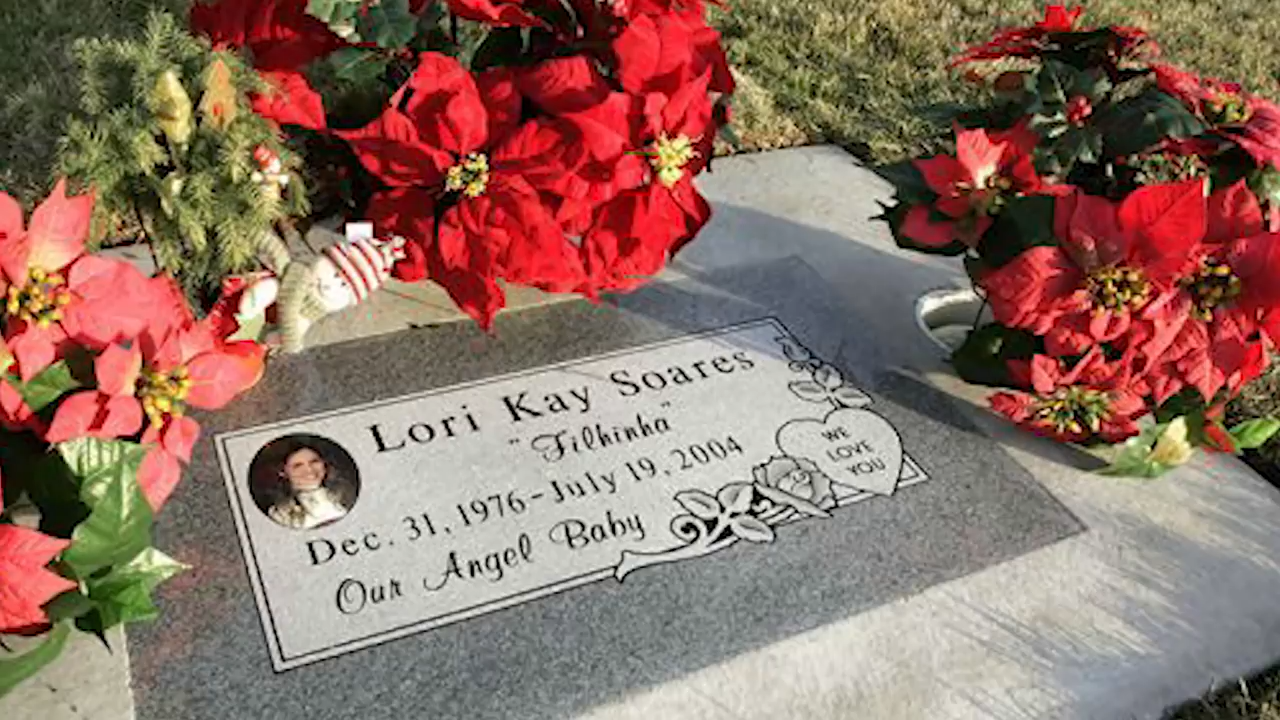 Lori Kay Soares
"Filhinha"
Dec. 31, 1976 - July 19, 2004
Our Angel Baby
WE
LOVE
YOU